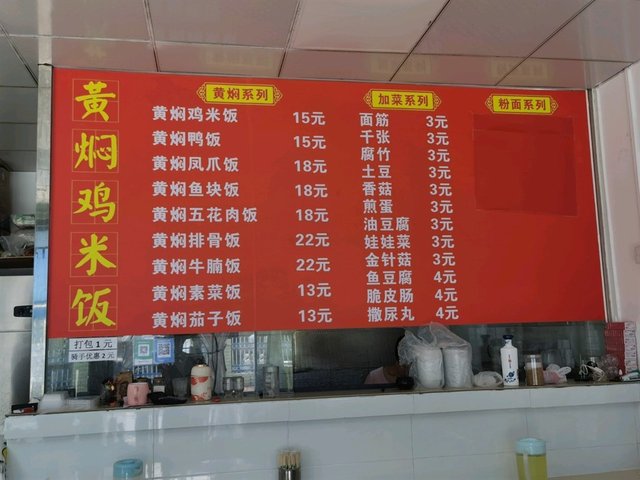 黄焖鸡米饭
黄焖系列
黄焖鸡米饭 15元
黄焖鸭饭 15元
黄焖凤爪饭 18元
黄焖鱼块饭 18元
黄焖五花肉饭 18元
黄焖排骨饭 22元
黄焖牛腩饭 22元
黄焖素菜饭 13元
黄焖茄子饭 13元
加菜系列
面筋 3元
千张 3元
腐竹 3元
土豆 3元
香菇 3元
煎蛋 3元
油豆腐 3元
娃娃菜 3元
金针菇 3元
鱼豆腐 4元
脆皮肠 4元
撒尿丸 4元
粉面系列
打包1元
骑子优惠2元